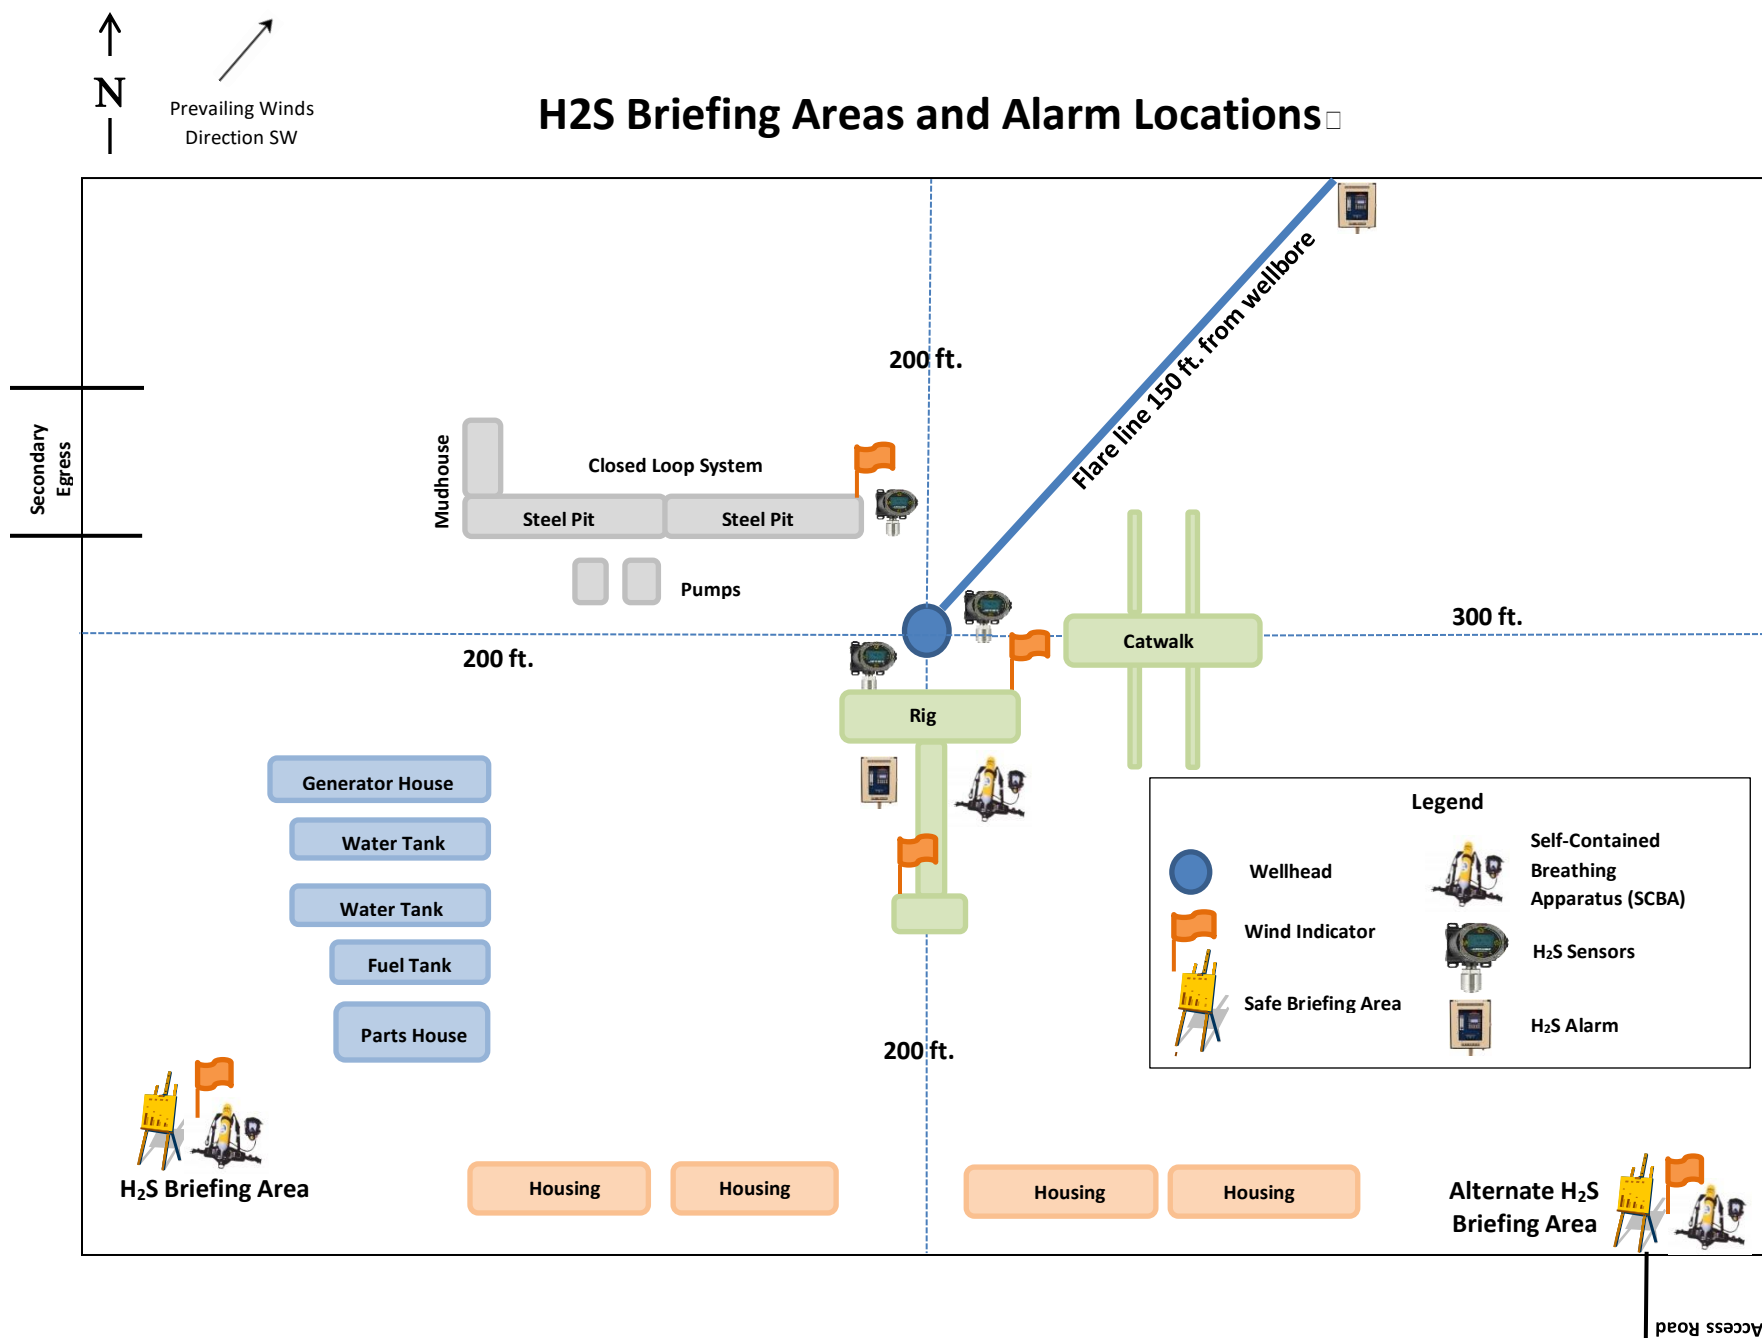 N
Prevailing Winds
Direction SW
H2S Briefing Areas and Alarm Locations
200 ft.
Flare line 150 ft. from wellbore
Secondary
Egress
Mudhouse
Closed Loop System
Steel Pit
Steel Pit
Pumps
300 ft.
200 ft.
Catwalk
Rig
Generator House
Water Tank
Water Tank
Fuel Tank
Parts House
200 ft.
Legend
Wellhead
Self-Contained
Breathing
Apparatus (SCBA)
Wind Indicator
H₂S Sensors
Safe Briefing Area
H₂S Alarm
H₂S Briefing Area
Housing
Housing
Housing
Housing
Alternate H₂S
Briefing Area
Access Road